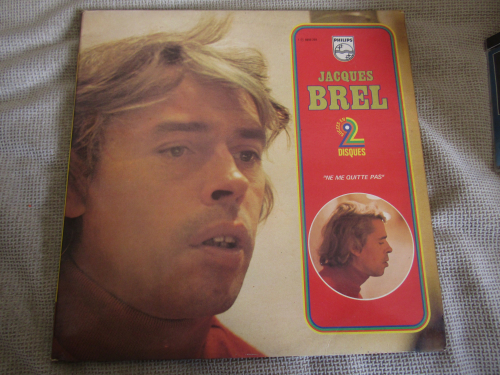 PHILIPS
JACQUES
BREL
2
DISQUES
"NE ME QUITTE PAS"